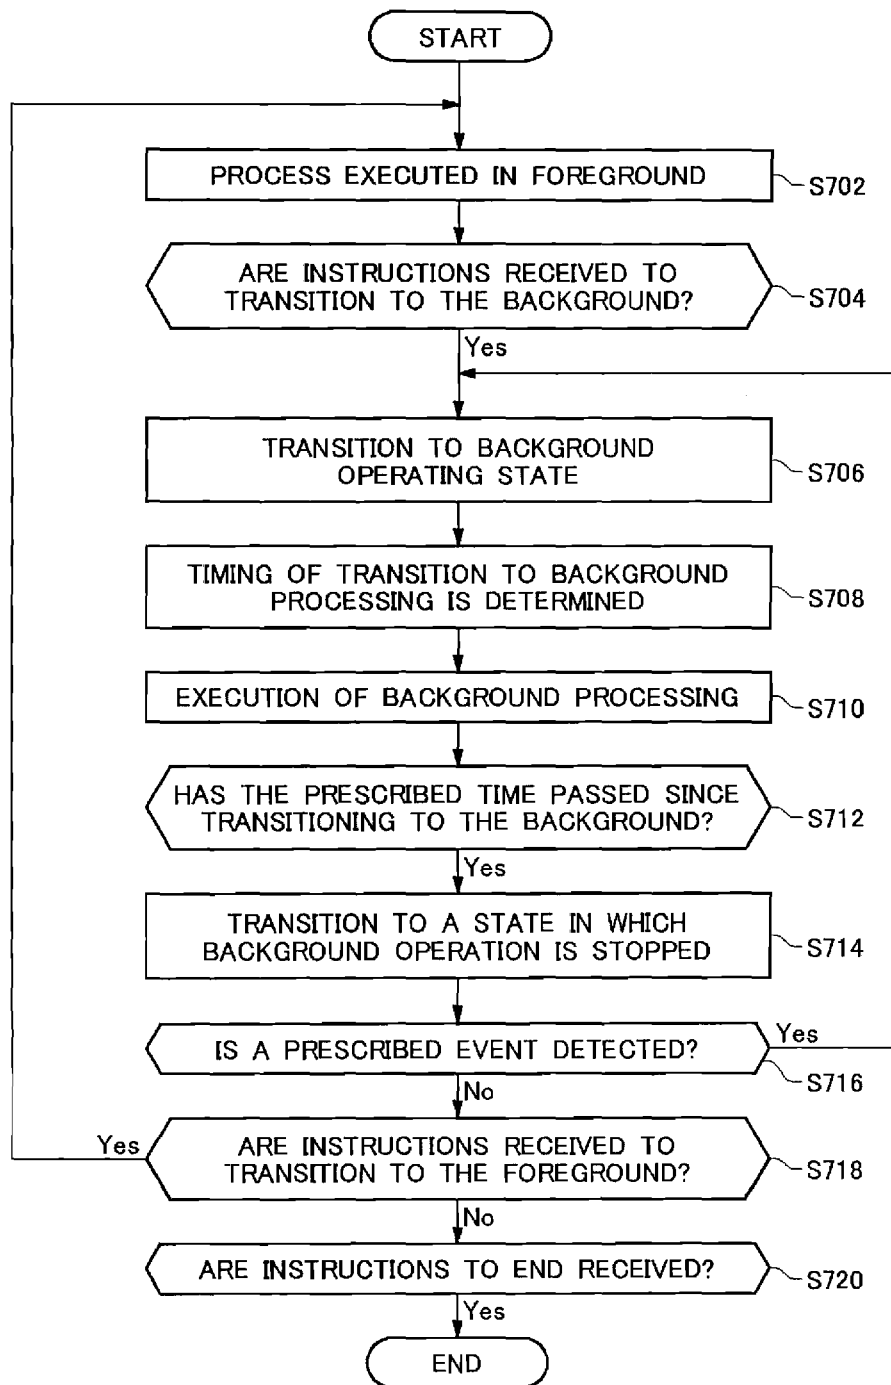 START
PROCESS EXECUTED IN FOREGROUND
S702
ARE INSTRUCTIONS RECEIVED TO
TRANSITION TO THE BACKGROUND?
S704
Yes
TRANSITION TO BACKGROUND
OPERATING STATE
S706
TIMING OF TRANSITION TO BACKGROUND
PROCESSING IS DETERMINED
S708
EXECUTION OF BACKGROUND PROCESSING
S710
HAS THE PRESCRIBED TIME PASSED SINCE
TRANSITIONING TO THE BACKGROUND?
S712
Yes
TRANSITION TO A STATE IN WHICH
BACKGROUND OPERATION IS STOPPED
S714
IS A PRESCRIBED EVENT DETECTED?
Yes
S716
No
Yes
ARE INSTRUCTIONS RECEIVED TO
TRANSITION TO THE FOREGROUND?
S718
No
ARE INSTRUCTIONS TO END RECEIVED?
S720
Yes
END